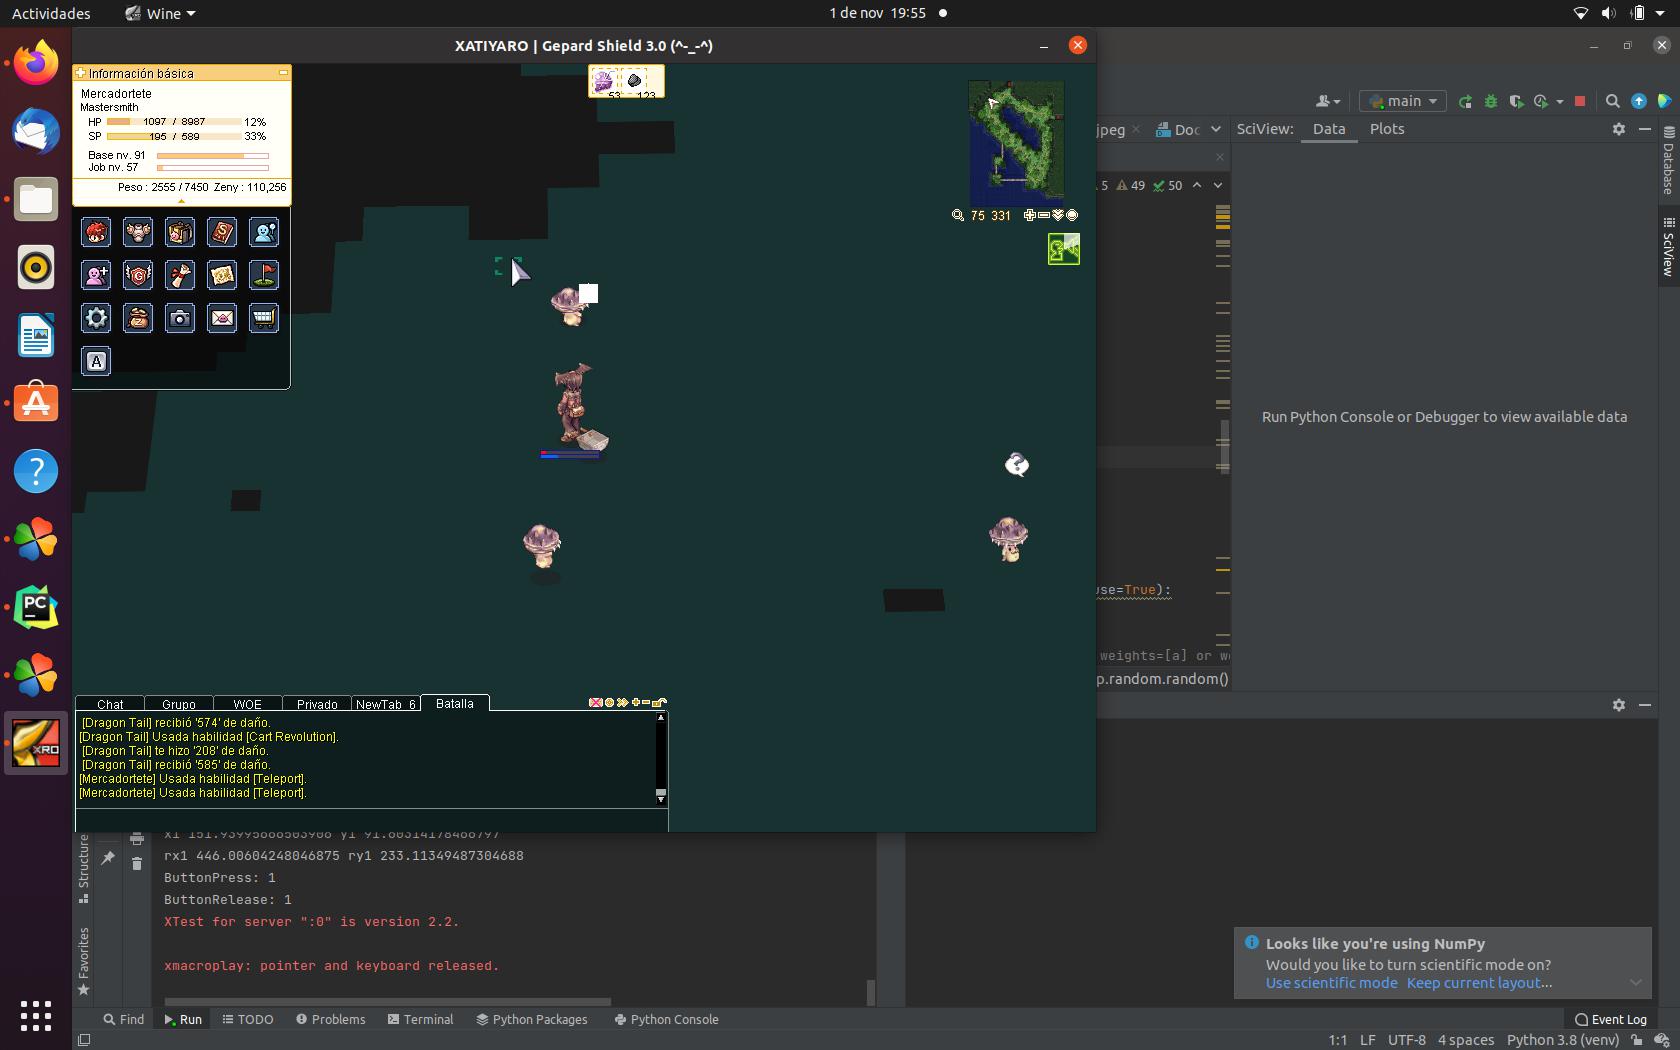 Actividades
Wine
1 de nov 19:55
XATIYARO | Gepard Shield 3.0 (^-_-^)
Información básica
Mercadortete
Mastersmith
HP 1097 / 8987 12%
SP 195 / 589 33%
Base nv. 91
Job nv. 57
Peso : 2555 / 7450 Zeny : 110,256
53 123
75 331
A
main
jpeg
Doc
SciView: Data Plots
5 49 50
Database
SciView
Run Python Console or Debugger to view available data
use=True):
weights=[a] or w
p.random.random()
PC
XRO
Chat Grupo WOE Privado NewTab_6 Batalla
[Dragon Tail] recibió '574' de daño.
[Dragon Tail] Usada habilidad [Cart Revolution].
[Dragon Tail] te hizo '208' de daño.
[Dragon Tail] recibió '585' de daño.
[Mercadortete] Usada habilidad [Teleport].
[Mercadortete] Usada habilidad [Teleport].
rx1 446.00604248046875 ry1 233.11349487304688
ButtonPress: 1
ButtonRelease: 1
XTest for server ":0" is version 2.2.
xmacroplay: pointer and keyboard released.
Structure
Favorites
Looks like you're using NumPy
Would you like to turn scientific mode on?
Use scientific mode Keep current layout...
Find Run TODO Problems Terminal Python Packages Python Console
Event Log
1:1 LF UTF-8 4 spaces Python 3.8 (venv)